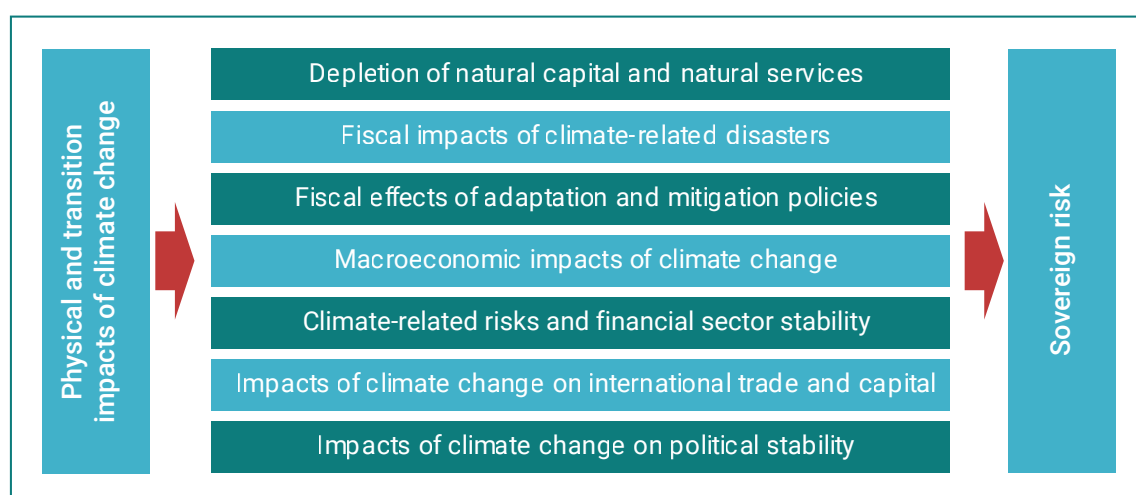 Physical and transition
impacts of climate change
Depletion of natural capital and natural services
Fiscal impacts of climate-related disasters
Fiscal effects of adaptation and mitigation policies
Macroeconomic impacts of climate change
Climate-related risks and financial sector stability
Impacts of climate change on international trade and capital
Impacts of climate change on political stability
Sovereign risk